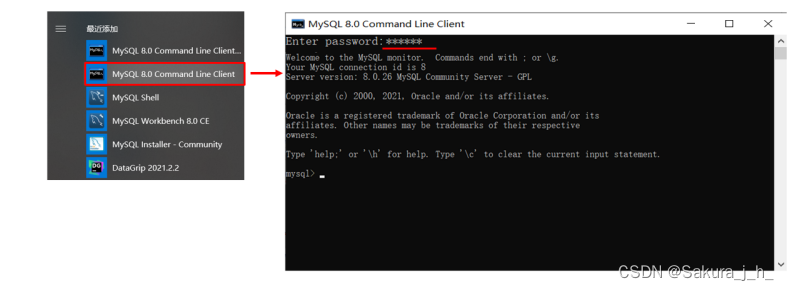 最近添加
MySQL 8.0 Command Line Client...
MySQL 8.0 Command Line Client
MySQL Shell
MySQL Workbench 8.0 CE
MySQL Installer - Community
DataGrip 2021.2.2
MySQL 8.0 Command Line Client
Enter password: ******
Welcome to the MySQL monitor.  Commands end with ; or \g.
Your MySQL connection id is 8
Server version: 8.0.26 MySQL Community Server - GPL
Copyright (c) 2000, 2021, Oracle and/or its affiliates.
Oracle is a registered trademark of Oracle Corporation and/or its
affiliates. Other names may be trademarks of their respective
owners.
Type 'help;' or '\h' for help. Type '\c' to clear the current input statement.
mysql> _
CSDN @Sakura_j_h_